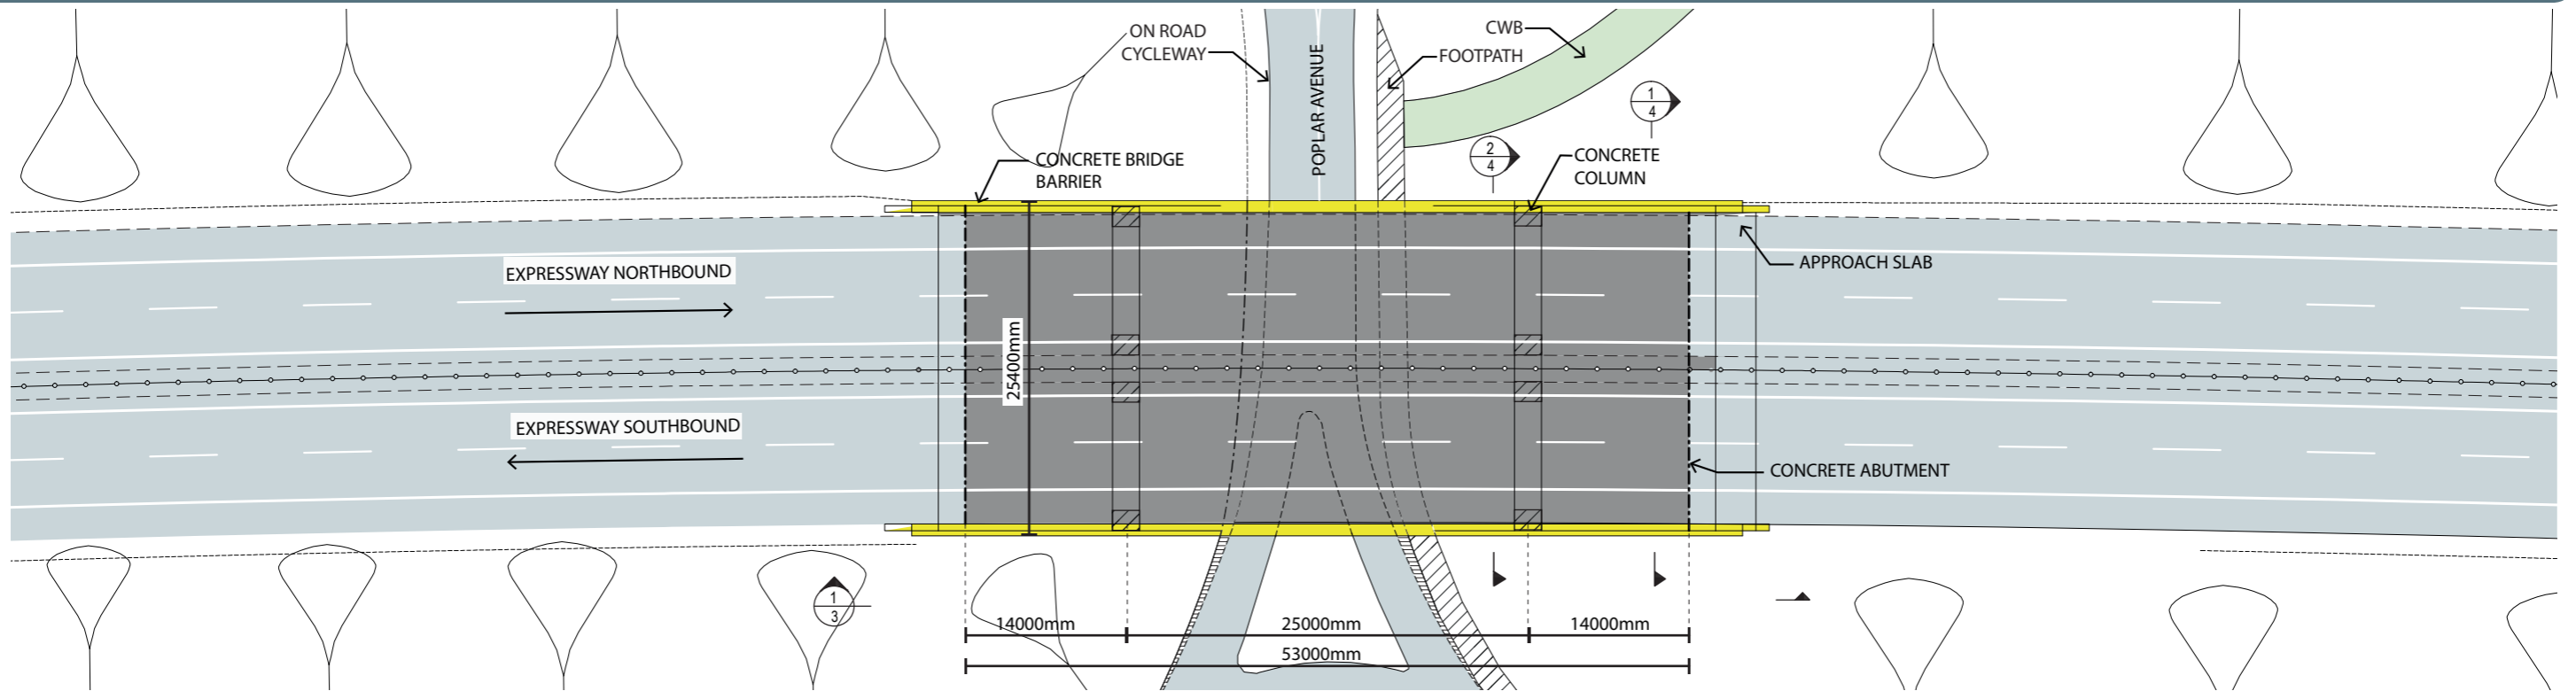 ON ROAD
CYCLEWAY
POPLAR AVENUE
CWB
FOOTPATH
1
4
2
4
CONCRETE BRIDGE
BARRIER
CONCRETE
COLUMN
EXPRESSWAY NORTHBOUND
APPROACH SLAB
25400mm
EXPRESSWAY SOUTHBOUND
CONCRETE ABUTMENT
1
3
14000mm
25000mm
14000mm
53000mm